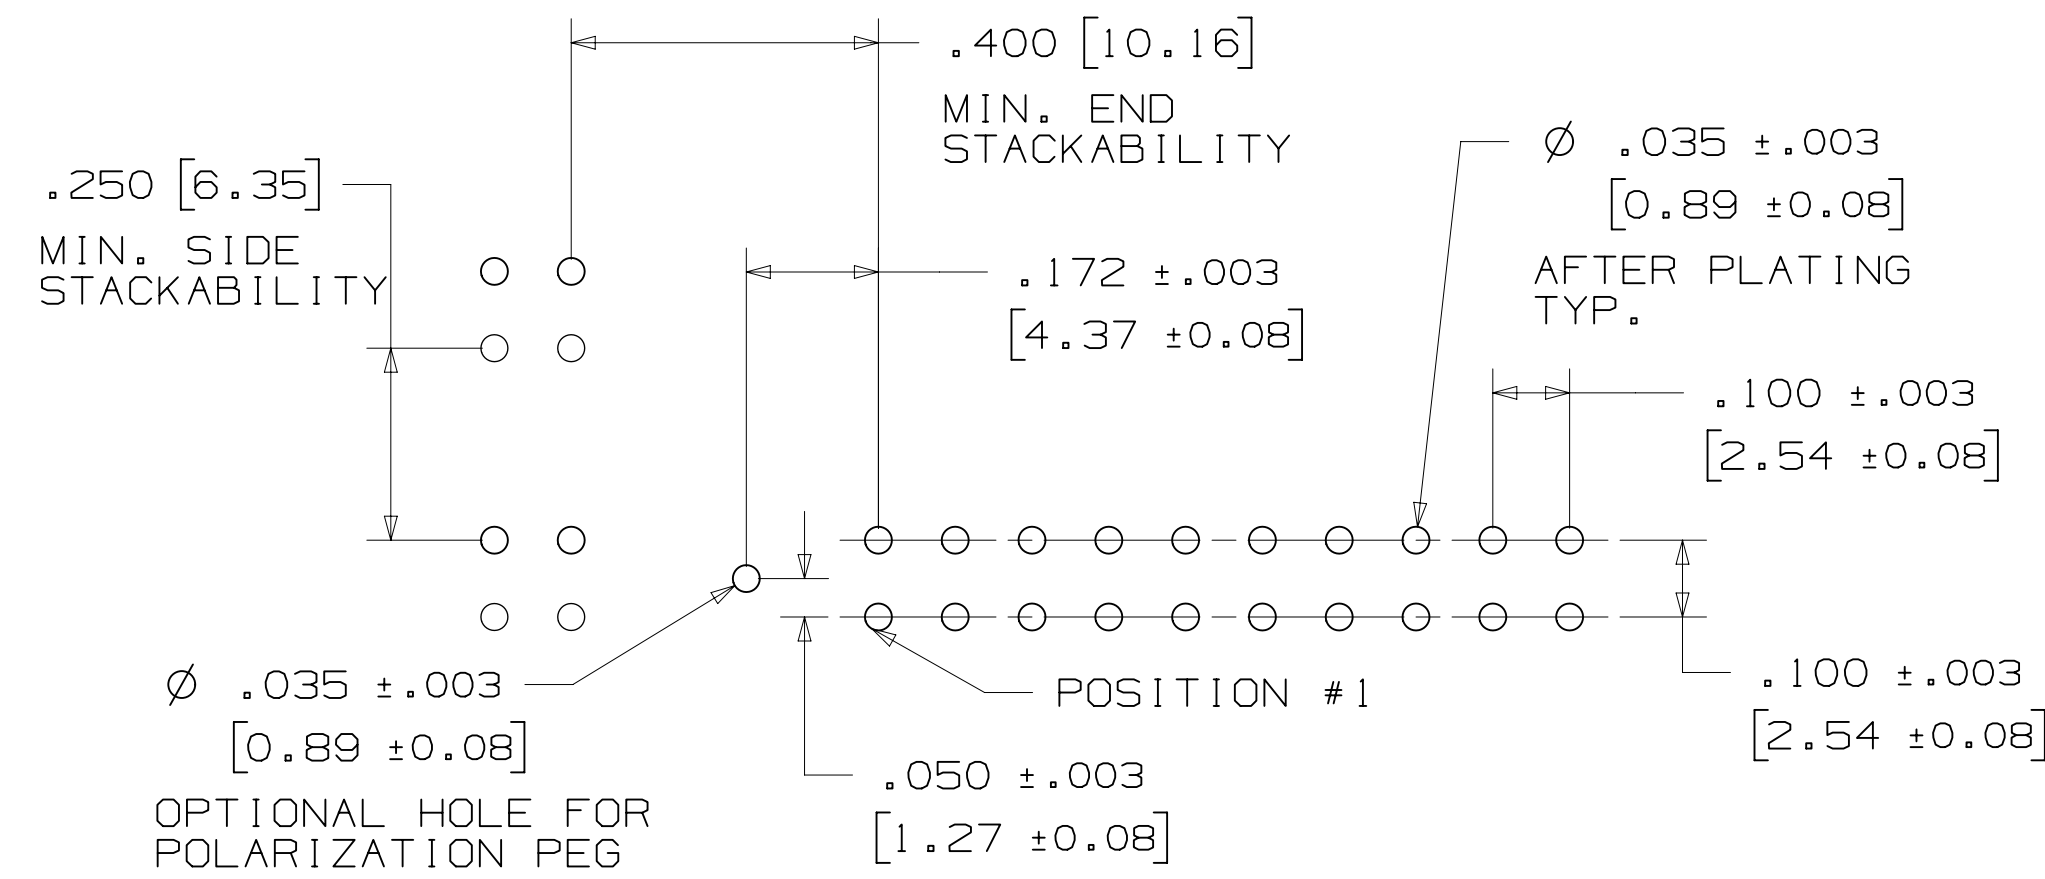 .400 [10.16]
MIN. END
STACKABILITY
.250 [6.35]
MIN. SIDE
STACKABILITY
Ø .035 ±.003
[0.89 ±0.08]
AFTER PLATING
TYP.
.172 ±.003
[4.37 ±0.08]
.100 ±.003
[2.54 ±0.08]
Ø .035 ±.003
[0.89 ±0.08]
OPTIONAL HOLE FOR
POLARIZATION PEG
POSITION #1
.050 ±.003
[1.27 ±0.08]
.100 ±.003
[2.54 ±0.08]